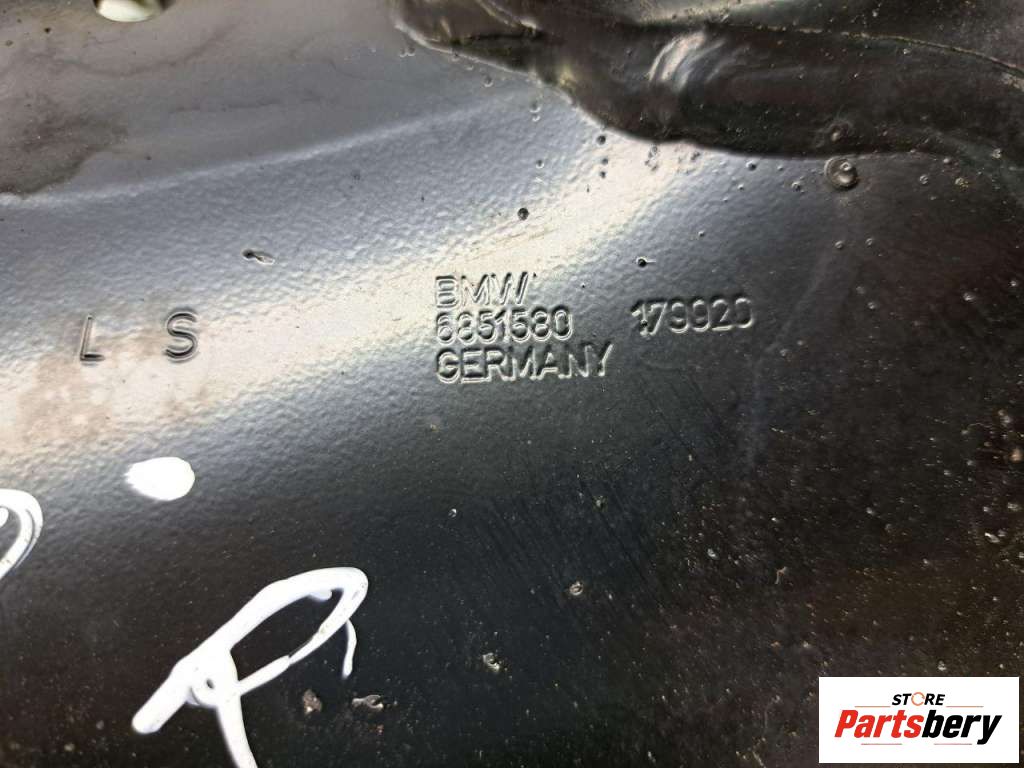 BMW
L S
6851580 179920
GERMANY
R
STORE
Partsbery